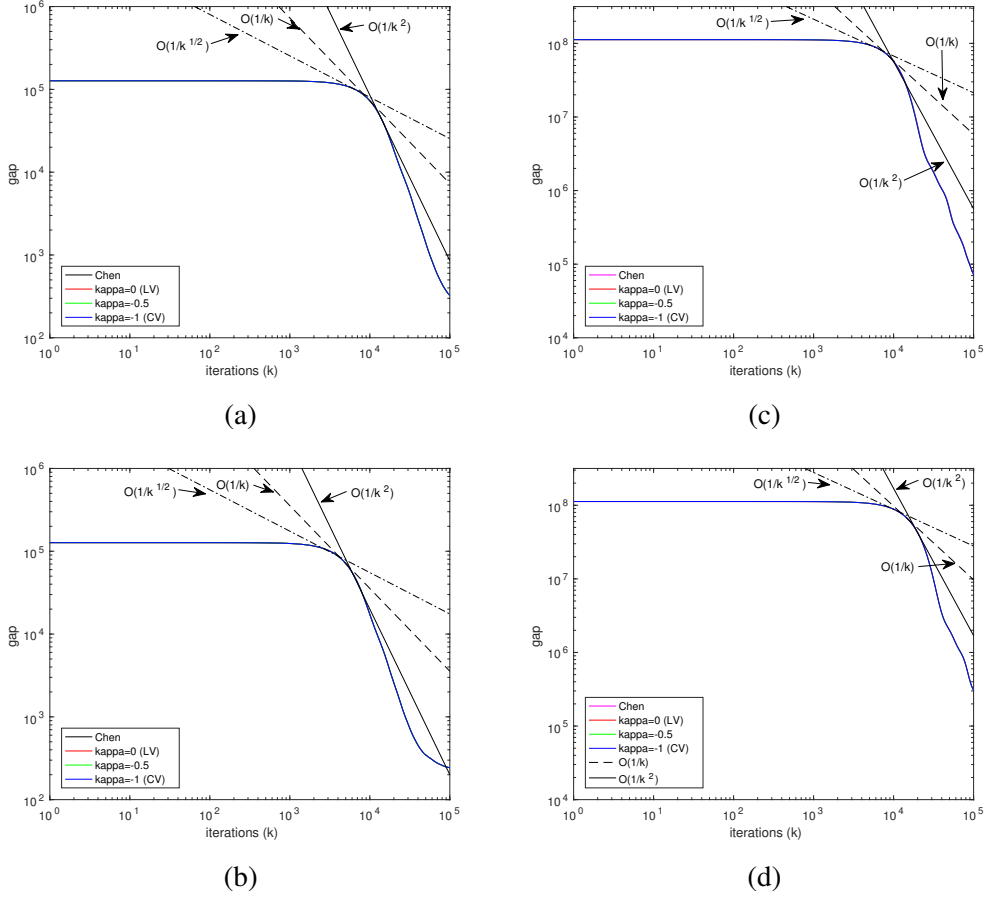 O(1/k^1/2)
O(1/k)
O(1/k^2)
10^6
10^5
10^4
10^3
10^2
gap
Chen
kappa=0 (LV)
kappa=-0.5
kappa=-1 (CV)
10^0 10^1 10^2 10^3 10^4 10^5
iterations (k)
(a)
O(1/k^1/2)
O(1/k)
O(1/k^2)
10^8
10^7
10^6
10^5
10^4
gap
Chen
kappa=0 (LV)
kappa=-0.5
kappa=-1 (CV)
10^0 10^1 10^2 10^3 10^4 10^5
iterations (k)
(c)
O(1/k^1/2)
O(1/k)
O(1/k^2)
10^6
10^5
10^4
10^3
10^2
gap
Chen
kappa=0 (LV)
kappa=-0.5
kappa=-1 (CV)
10^0 10^1 10^2 10^3 10^4 10^5
iterations (k)
(b)
O(1/k^1/2)
O(1/k^2)
O(1/k)
10^8
10^7
10^6
10^5
10^4
gap
Chen
kappa=0 (LV)
kappa=-0.5
kappa=-1 (CV)
O(1/k)
O(1/k^2)
10^0 10^1 10^2 10^3 10^4 10^5
iterations (k)
(d)